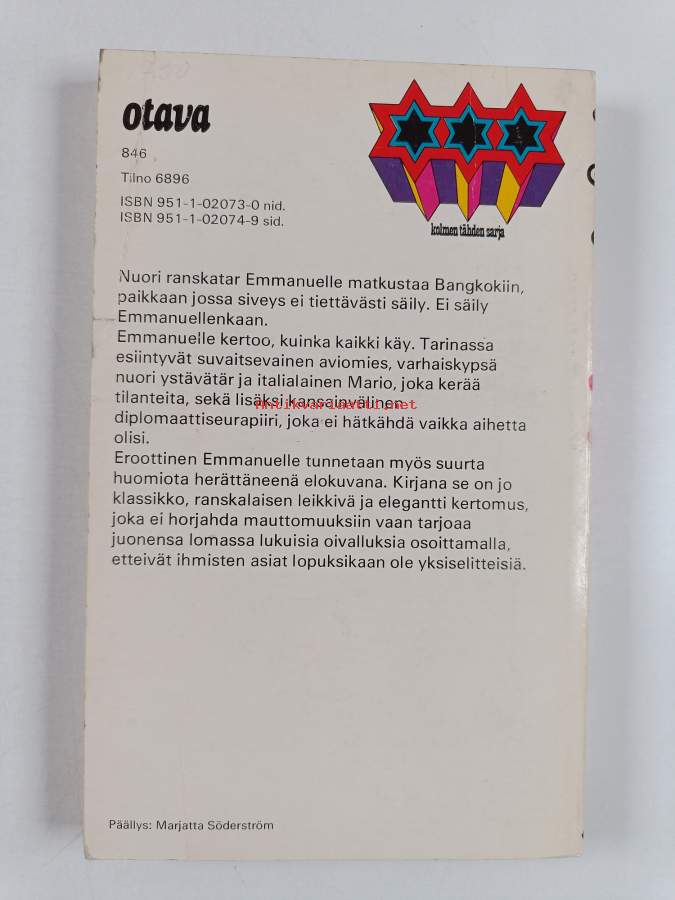 otava
846
Tilno 6896
ISBN 951-1-02073-0 nid.
ISBN 951-1-02074-9 sid.
kolmen tähden sarja
Nuori ranskatar Emmanuelle matkustaa Bangkokiin,
paikkaan jossa siveys ei tiettävästi säily. Ei säily
Emmanuellenkaan.
Emmanuelle kertoo, kuinka kaikki käy. Tarinassa
esiintyvät suvaitsevainen aviomies, varhaiskypsä
nuori ystävätär ja italialainen Mario, joka kerää
tilanteita, sekä lisäksi kansainvälinen
Antikvariaatti.net
diplomaattiseurapiiri, joka ei hätkähdä vaikka aihetta
olisi.
Eroottinen Emmanuelle tunnetaan myös suurta
huomiota herättäneenä elokuvana. Kirjana se on jo
klassikko, ranskalaisen leikkivä ja elegantti kertomus,
joka ei horjahda mauttomuuksiin vaan tarjoaa
juonensa lomassa lukuisia oivalluksia osoittamalla,
etteivät ihmisten asiat lopuksikaan ole yksiselitteisiä.
Päällys: Marjatta Söderström